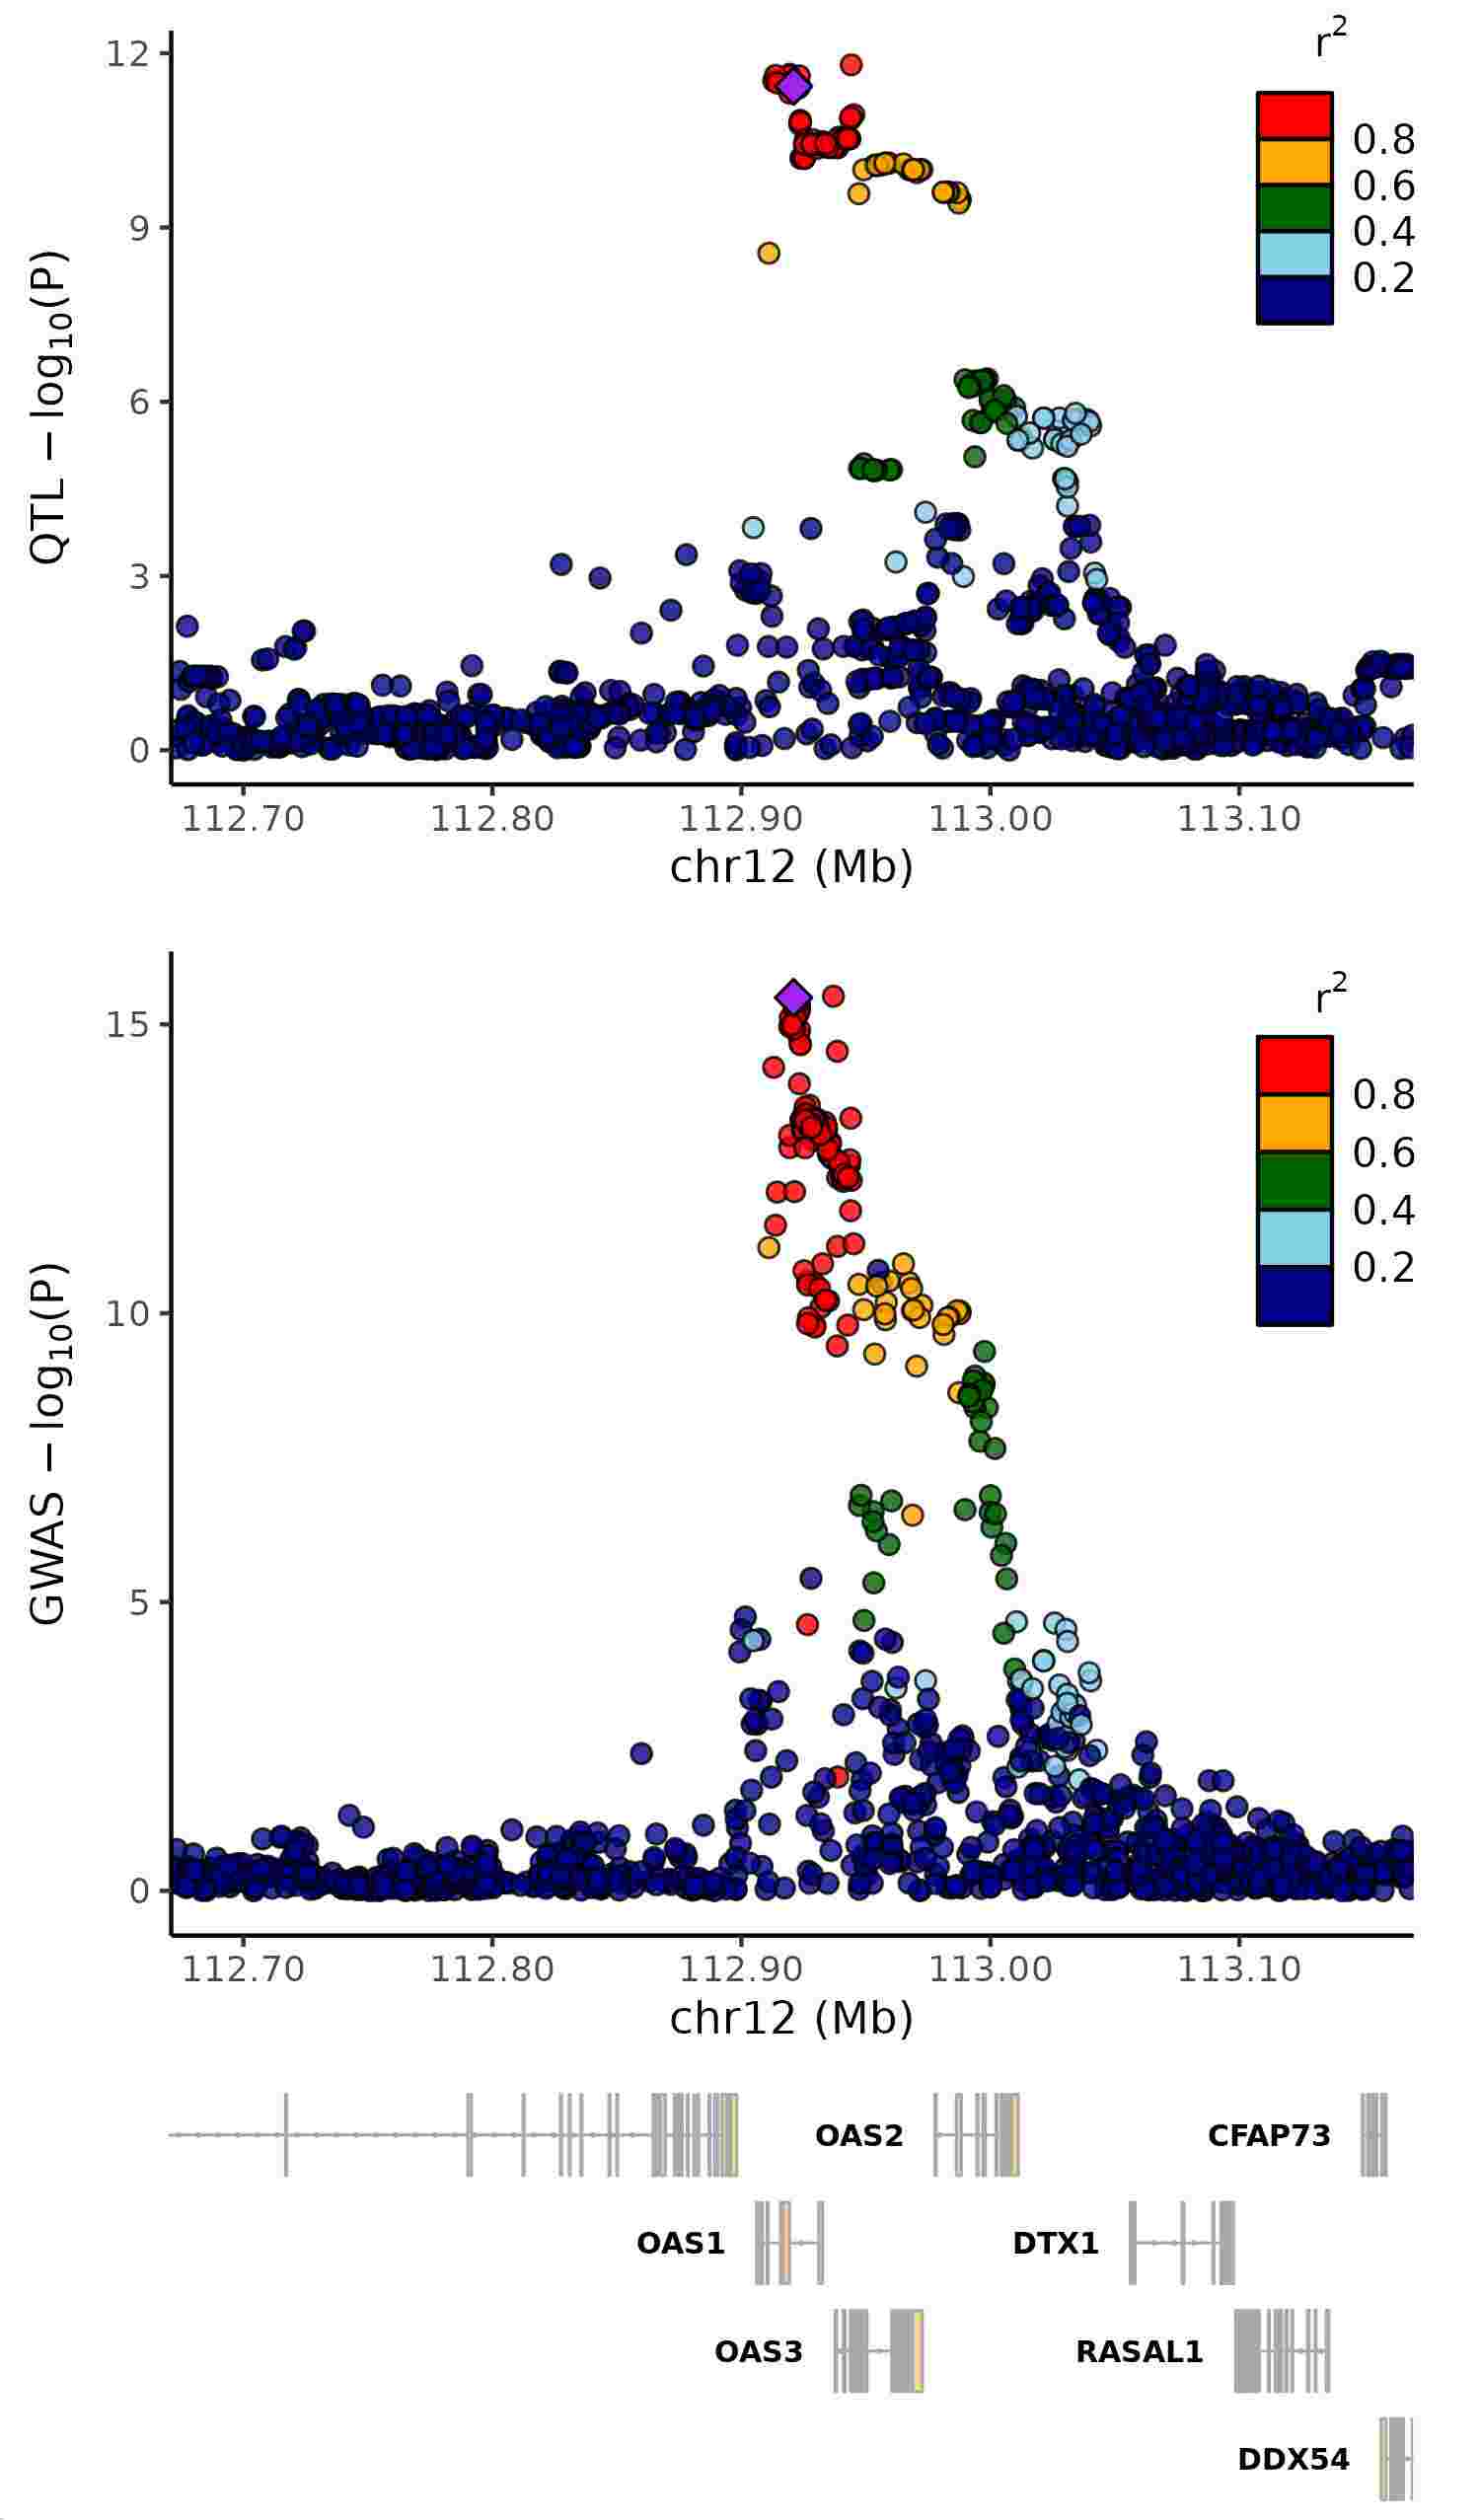 r²
12
9
6
3
0
0.8
0.6
0.4
0.2
QTL −log₁₀(P)
112.70 112.80 112.90 113.00 113.10
chr12 (Mb)
r²
15
10
5
0
0.8
0.6
0.4
0.2
GWAS −log₁₀(P)
112.70 112.80 112.90 113.00 113.10
chr12 (Mb)
OAS2 CFAP73
OAS1 DTX1
OAS3 RASAL1
DDX54